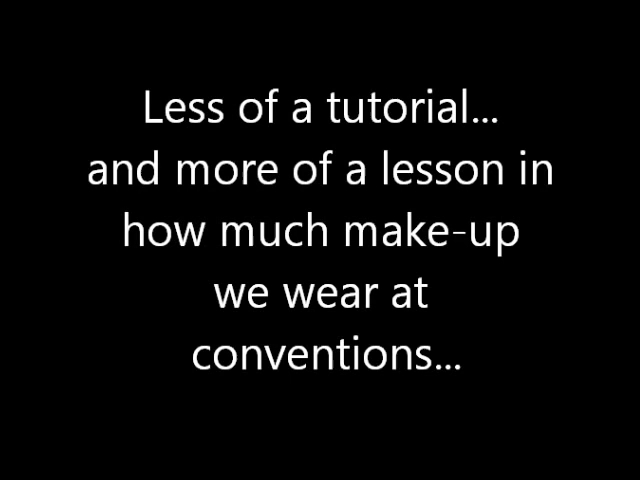 Less of a tutorial...
and more of a lesson in
how much make-up
we wear at
conventions...